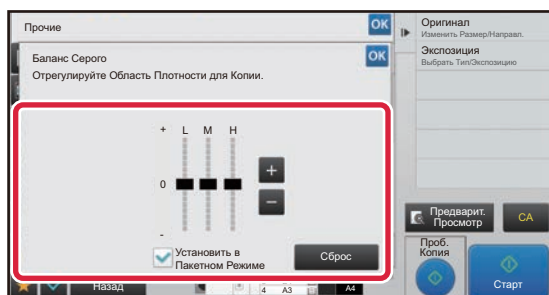 Прочие
OK
Баланс Серого
OK
Отрегулируйте Область Плотности для Копии.
+ L M H
0
-
+
−
Установить в
Пакетном Режиме
Сброс
Назад
4 A3
A4
Оригинал
Изменить Размер/Направл.
Экспозиция
Выбрать Тип/Экспозицию
Предварит.
Просмотр
CA
Проб.
Копия
Старт